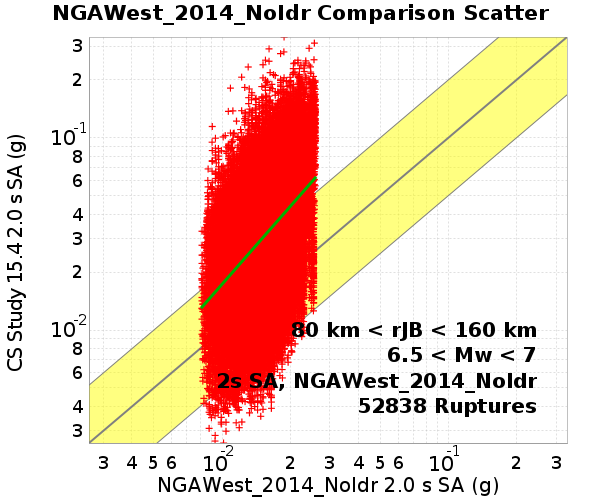 NGAWest_2014_NoIdr Comparison Scatter
3
2
10-1
8
6
4
3
2
10-2
8
6
4
3
CS Study 15.4 2.0 s SA (g)
80 km < rJB < 160 km
6.5 < Mw < 7
2s SA, NGAWest_2014_NoIdr
52838 Ruptures
3 4 5 6 10-2 2 3 4 5 6 10-1 2 3
NGAWest_2014_NoIdr 2.0 s SA (g)